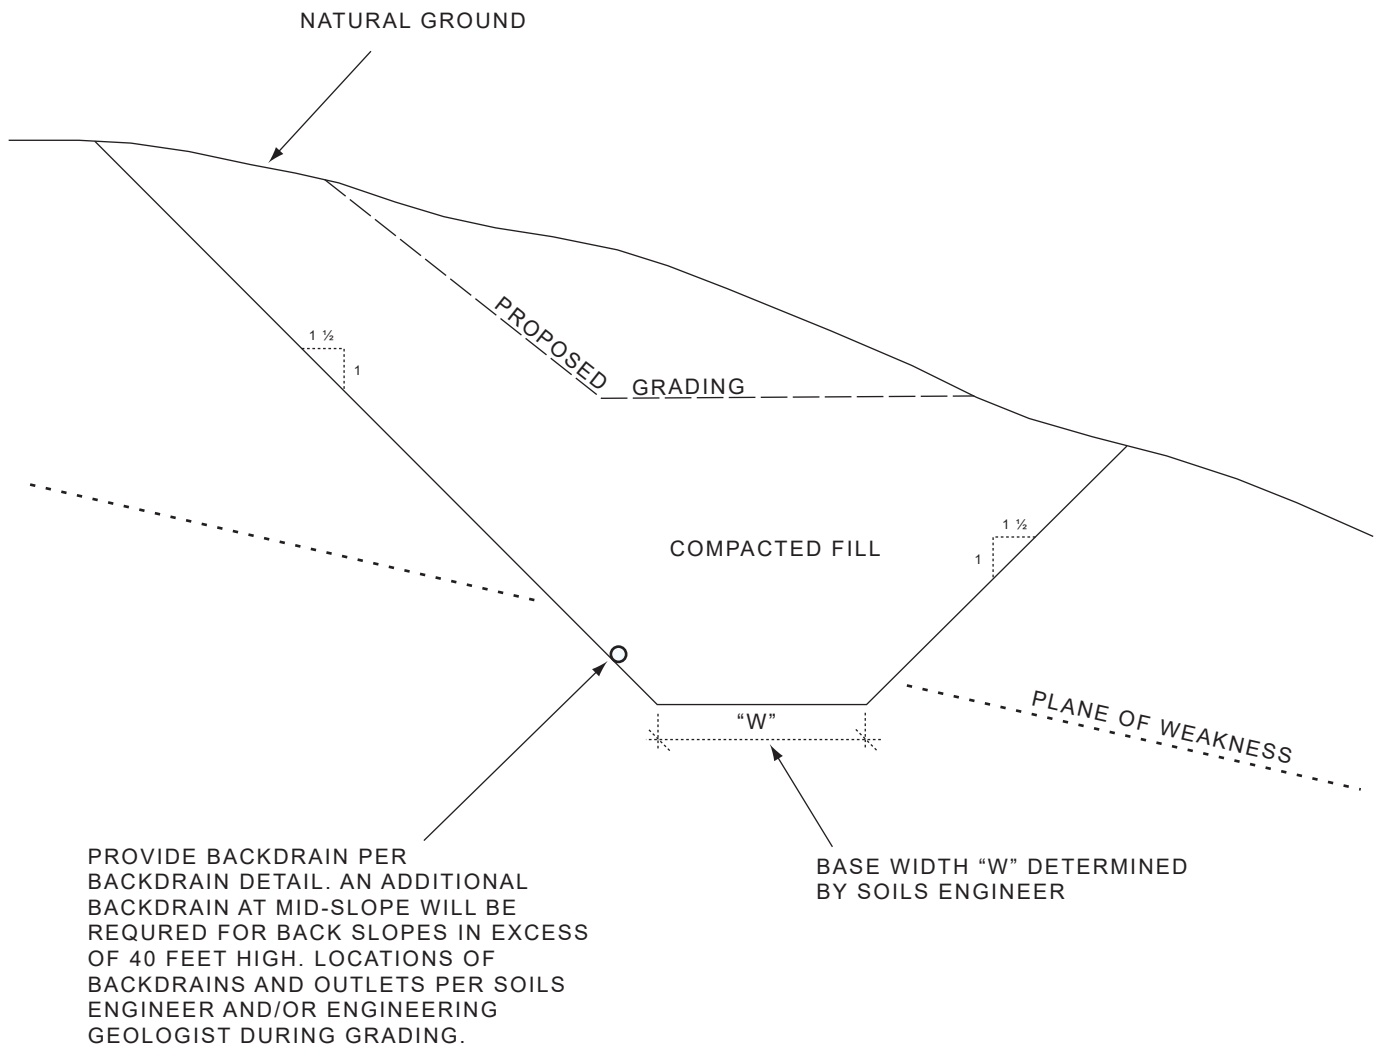 NATURAL GROUND
1 ½
1
PROPOSED GRADING
COMPACTED FILL
1 ½
1
PLANE OF WEAKNESS
“W”
PROVIDE BACKDRAIN PER
BACKDRAIN DETAIL. AN ADDITIONAL
BACKDRAIN AT MID-SLOPE WILL BE
REQURED FOR BACK SLOPES IN EXCESS
OF 40 FEET HIGH. LOCATIONS OF
BACKDRAINS AND OUTLETS PER SOILS
ENGINEER AND/OR ENGINEERING
GEOLOGIST DURING GRADING.
BASE WIDTH “W” DETERMINED
BY SOILS ENGINEER